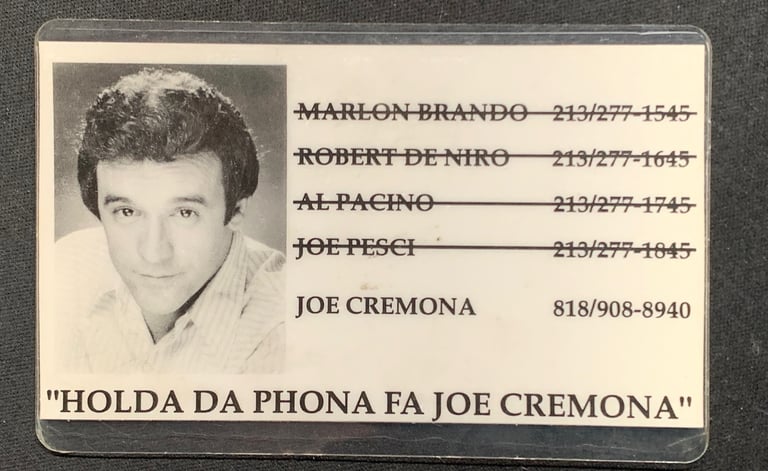 MARLON BRANDO 213/277-1545
ROBERT DE NIRO 213/277-1645
AL PACINO 213/277-1745
JOE PESCI 213/277-1845
JOE CREMONA 818/908-8940
"HOLDA DA PHONA FA JOE CREMONA"